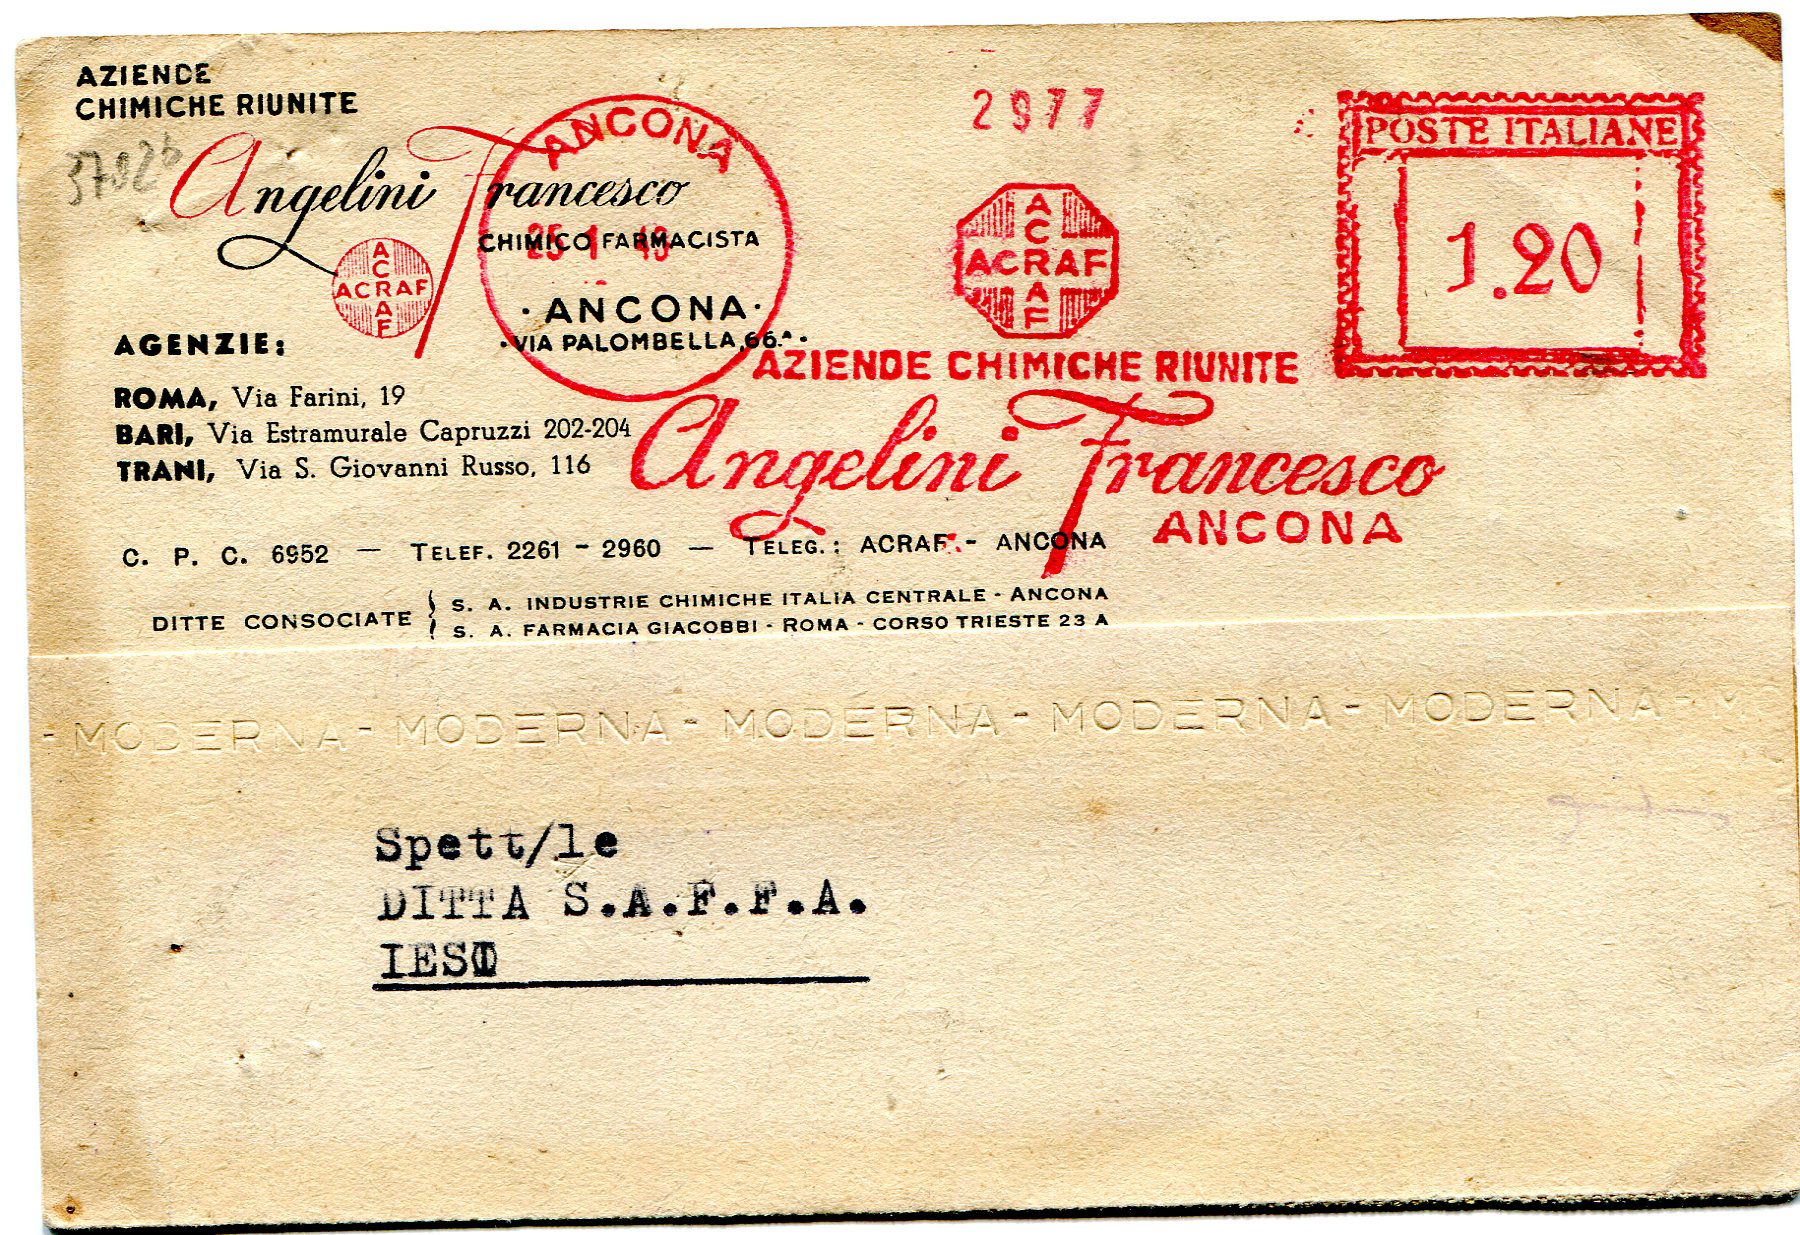 AZIENDE
CHIMICHE RIUNITE
Angelini Francesco
CHIMICO FARMACISTA
ACRAF
ACRAF
· ANCONA ·
· VIA PALOMBELLA, 66.ᴬ ·
AGENZIE:
ROMA, Via Farini, 19
BARI, Via Estramurale Capruzzi 202-204
TRANI, Via S. Giovanni Russo, 116
C. P. C. 6952 — TELEF. 2261 - 2960 — TELEG.: ACRAF - ANCONA
DITTE CONSOCIATE
S. A. INDUSTRIE CHIMICHE ITALIA CENTRALE - ANCONA
S. A. FARMACIA GIACOBBI - ROMA - CORSO TRIESTE 23 A
ANCONA
25 1
2977
ACRAF
ACRAF
AZIENDE CHIMICHE RIUNITE
Angelini Francesco
ANCONA
POSTE ITALIANE
1.20
- MODERNA - MODERNA - MODERNA - MODERNA - MODERNA - M
Spett/le
DITTA S.A.F.F.A.
IESI